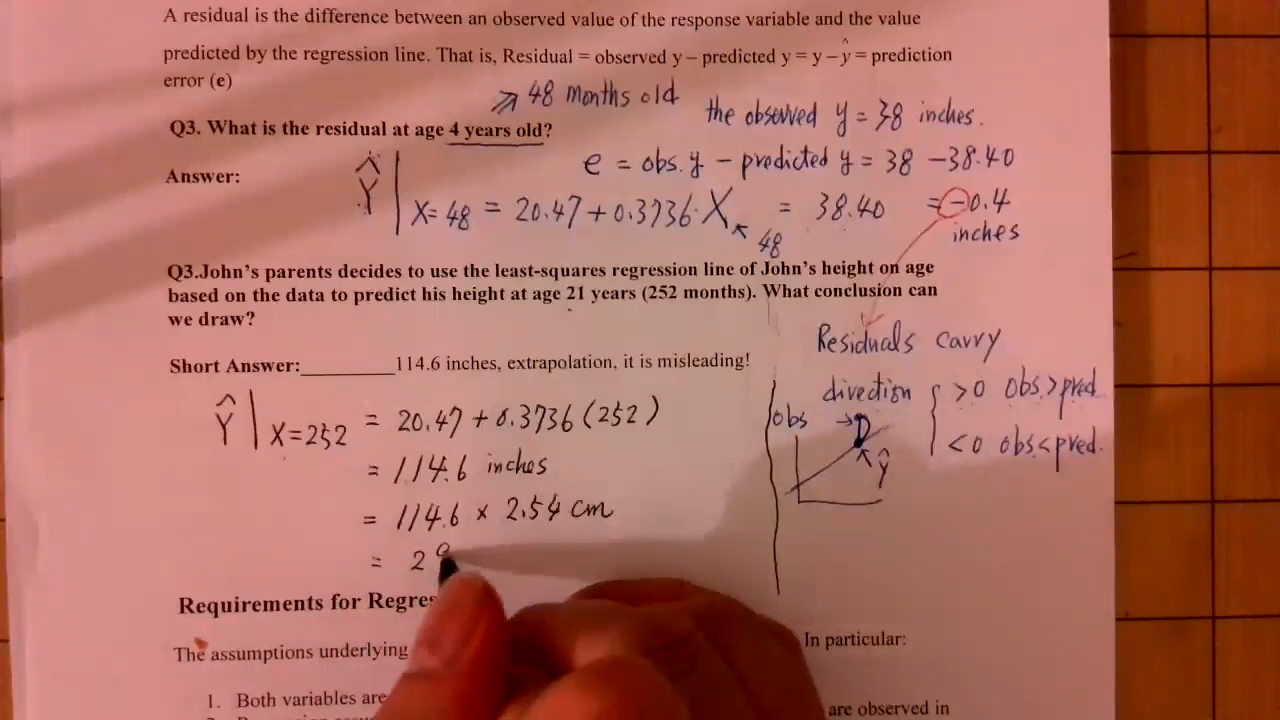 A residual is the difference between an observed value of the response variable and the value
predicted by the regression line. That is, Residual = observed y – predicted y = y – ŷ = prediction
error (e)
↗ 48 months old
the observed y = 38 inches.
Q3. What is the residual at age 4 years old?
e = obs. y – predicted y = 38 – 38.40
Answer:
Ŷ | X=48 = 20.47 + 0.3736·X ↖ 48 = 38.40 = –0.4
inches
Q3.John's parents decides to use the least-squares regression line of John's height on age
based on the data to predict his height at age 21 years (252 months). What conclusion can
we draw?
Residuals carry
Short Answer:_________114.6 inches, extrapolation, it is misleading!
direction { >0 obs>pred.
<0 obs<pred.
obs
Ŷ
Ŷ | X=252 = 20.47 + 0.3736 (252)
= 114.6 inches
= 114.6 × 2.54 cm
= 2
Requirements for Regres
The assumptions underlying In particular:
1. Both variables are are observed in